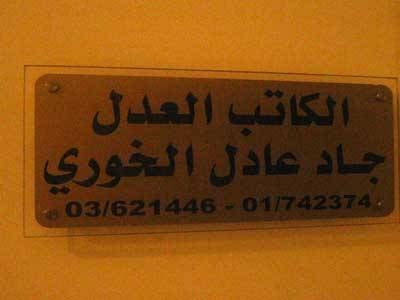 الكاتب العدل
جاد عادل الخوري
03/621446 - 01/742374